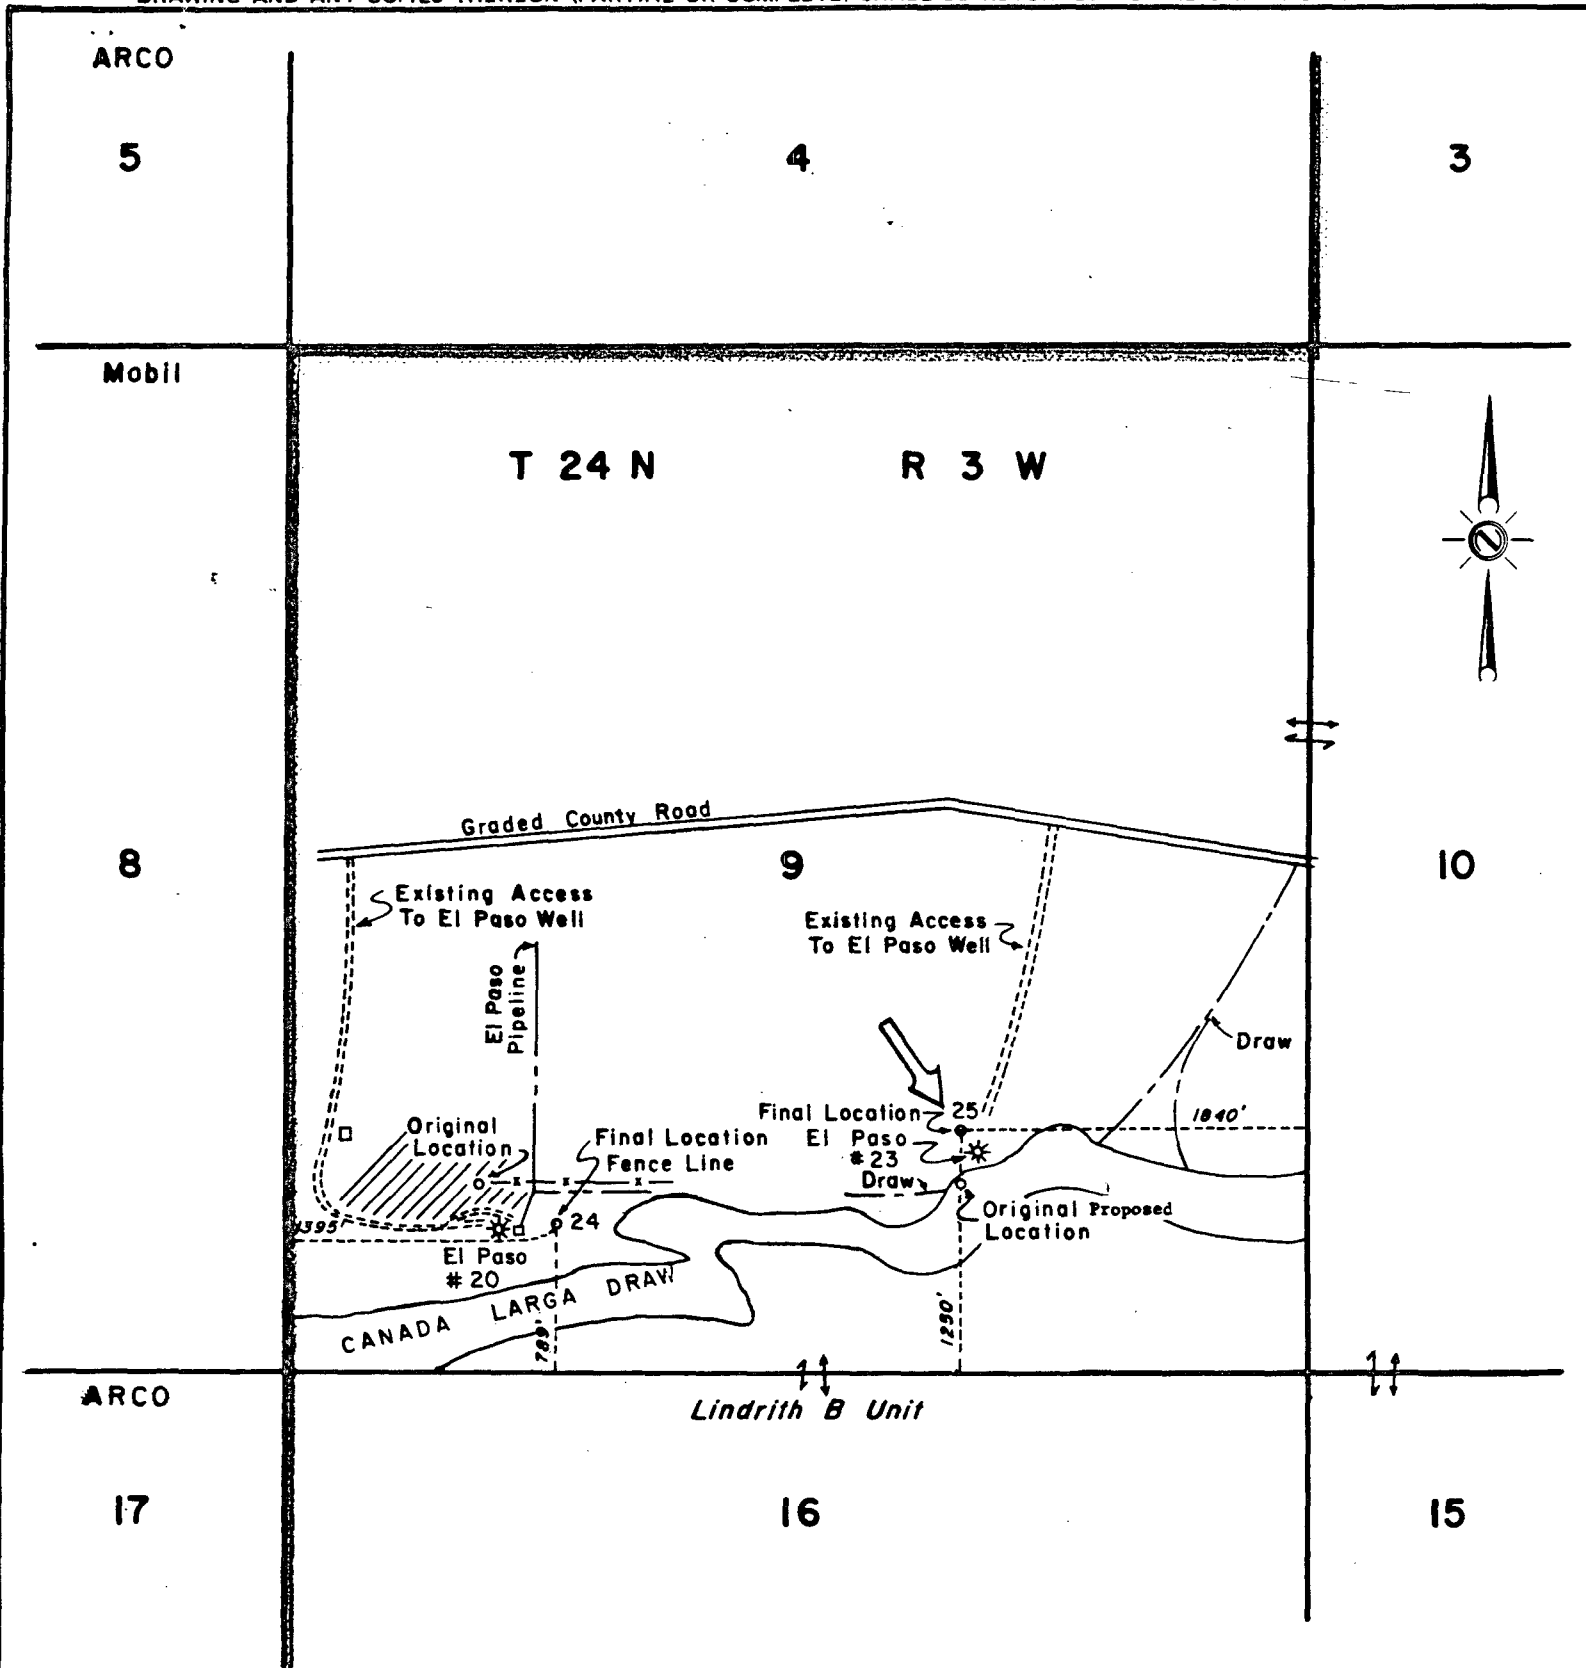 ARCO
5
4
3
Mobil
T 24 N
R 3 W
Graded County Road
8
9
10
Existing Access
To El Paso Well
Existing Access
To El Paso Well
El Paso
Pipeline
Draw
Original
Location
Final Location
Fence Line
Final Location
25
1840'
El Paso
#23
Draw
Original Proposed
Location
1395'
24
El Paso
#20
CANADA LARGA DRAW
789'
ARCO
Lindrith B Unit
17
16
15